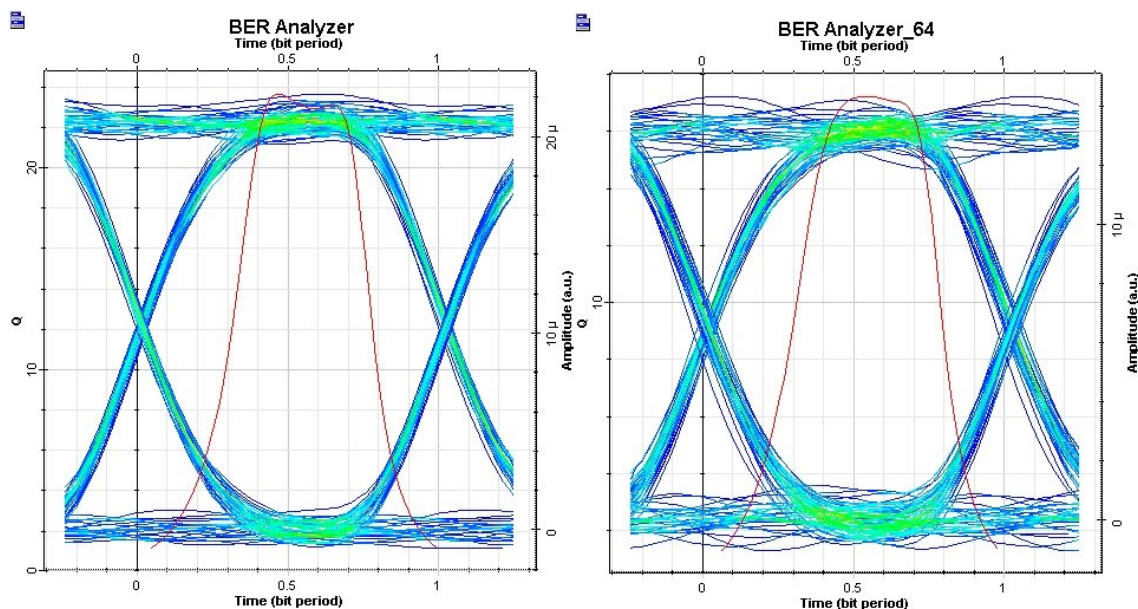 BER Analyzer
Time (bit period)
0 0.5 1
Q
0 10 20
Amplitude (a.u.)
0 10 µ 20 µ
0 0.5 1
Time (bit period)
BER Analyzer_64
Time (bit period)
0 0.5 1
Q
10
Amplitude (a.u.)
0 10 µ
0 0.5 1
Time (bit period)